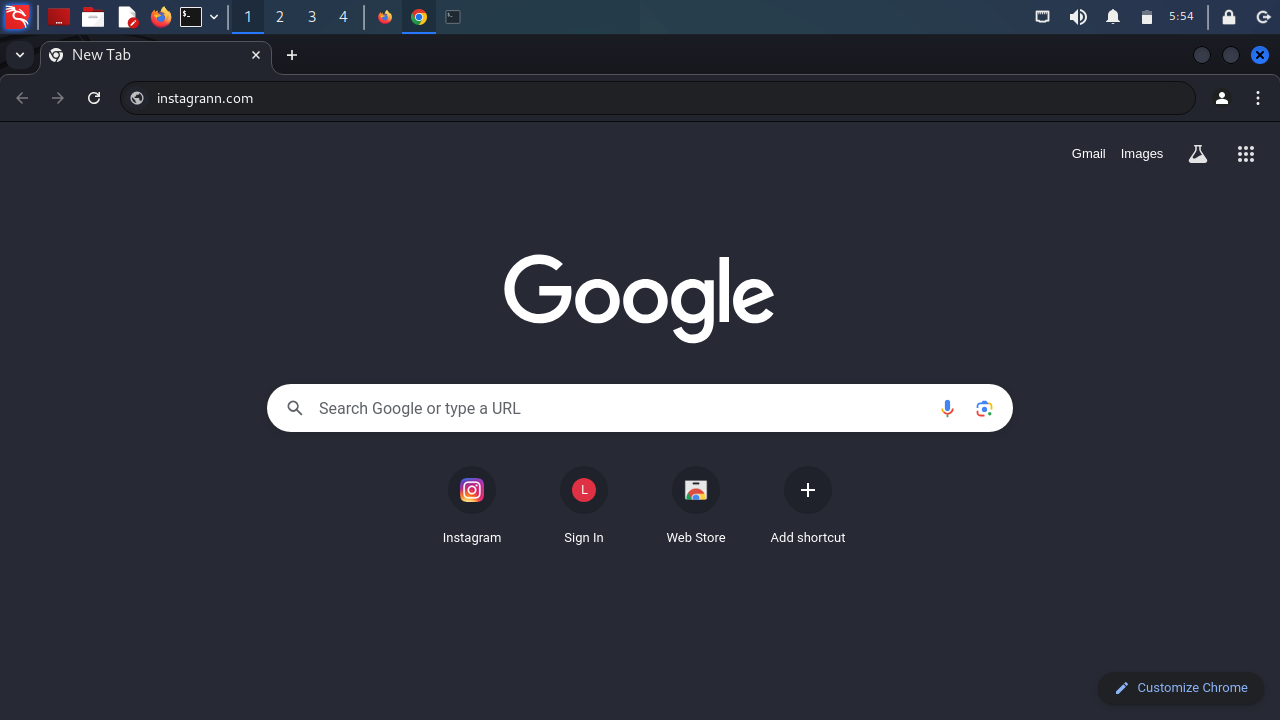 1 2 3 4 5:54
New Tab
instagrann.com
Gmail Images
Google
Search Google or type a URL
L
Instagram Sign In Web Store Add shortcut
Customize Chrome